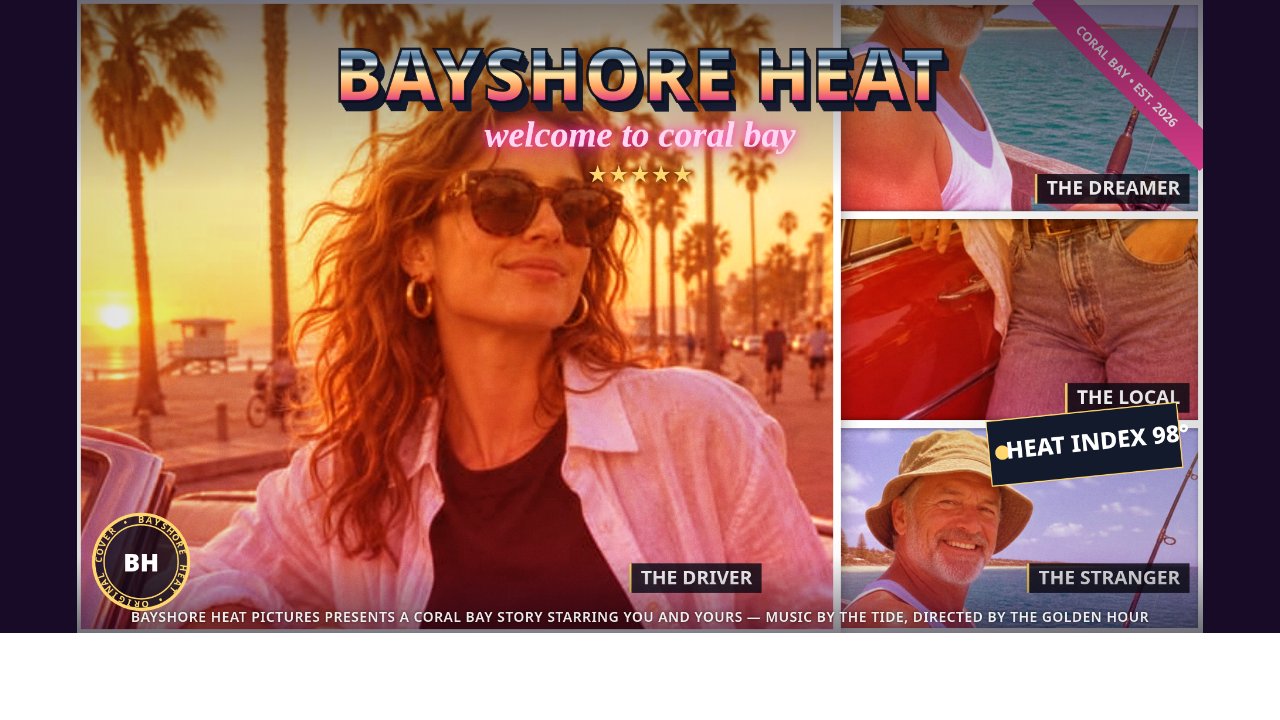 BAYSHORE HEAT
welcome to coral bay
★★★★★
CORAL BAY • EST. 2026
THE DREAMER
THE LOCAL
HEAT INDEX 98°
THE DRIVER
THE STRANGER
BH
BAYSHORE HEAT • ORIGINAL COVER •
BAYSHORE HEAT PICTURES PRESENTS A CORAL BAY STORY STARRING YOU AND YOURS — MUSIC BY THE TIDE, DIRECTED BY THE GOLDEN HOUR